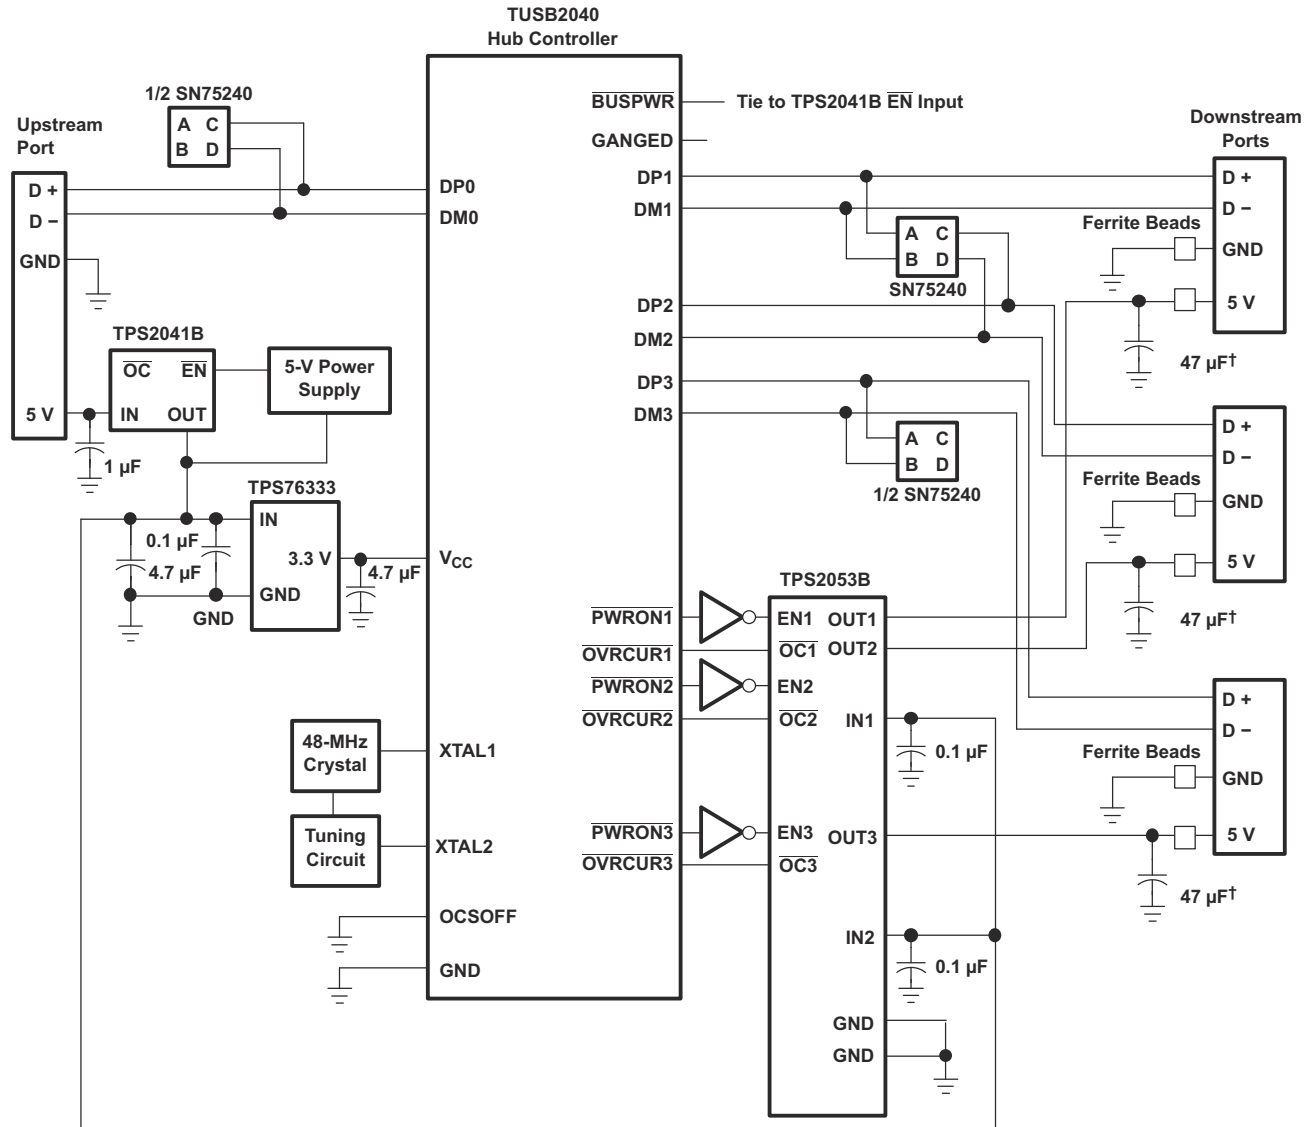 TUSB2040
Hub Controller
1/2 SN75240
A C
B D
Upstream
Port
D +
D −
GND
5 V
DP0
DM0
BUSPWR
Tie to TPS2041B EN Input
GANGED
DP1
DM1
A C
B D
SN75240
DP2
DM2
DP3
DM3
A C
B D
1/2 SN75240
Downstream
Ports
D +
D −
Ferrite Beads
GND
5 V
47 µF†
D +
D −
Ferrite Beads
GND
5 V
47 µF†
D +
D −
Ferrite Beads
GND
5 V
47 µF†
TPS2041B
OC EN
IN OUT
5-V Power
Supply
1 µF
TPS76333
IN
0.1 µF
4.7 µF
3.3 V
GND
GND
4.7 µF
VCC
TPS2053B
PWRON1
EN1 OUT1
OVRCUR1
OC1 OUT2
PWRON2
EN2
OVRCUR2
OC2
IN1
0.1 µF
PWRON3
EN3
OUT3
OVRCUR3
OC3
IN2
0.1 µF
GND
GND
48-MHz
Crystal
XTAL1
Tuning
Circuit
XTAL2
OCSOFF
GND